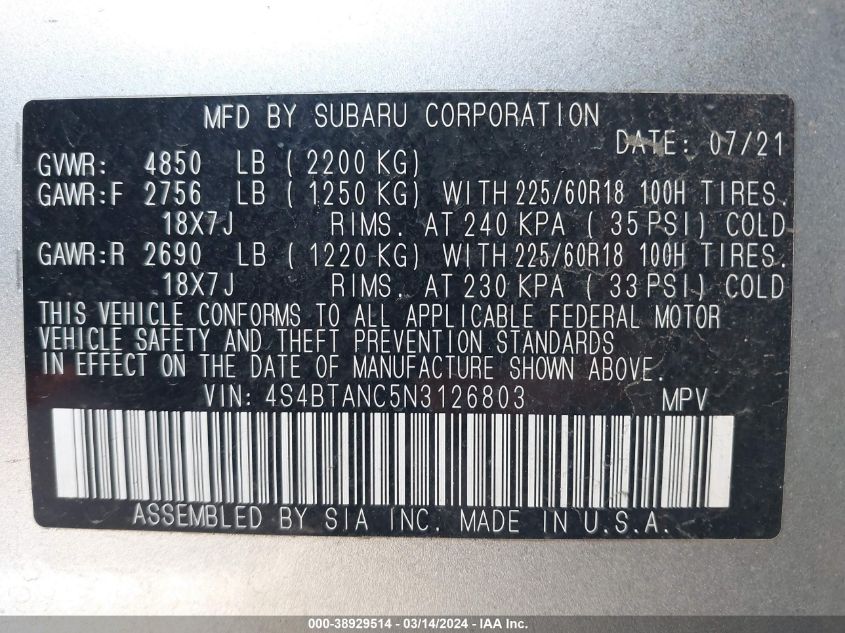 MFD BY SUBARU CORPORATION
DATE: 07/21
GVWR: 4850 LB ( 2200 KG)
GAWR:F 2756 LB ( 1250 KG) WITH 225/60R18 100H TIRES.
18X7J RIMS. AT 240 KPA ( 35 PSI) COLD
GAWR:R 2690 LB ( 1220 KG) WITH 225/60R18 100H TIRES.
18X7J RIMS. AT 230 KPA ( 33 PSI) COLD
THIS VEHICLE CONFORMS TO ALL APPLICABLE FEDERAL MOTOR
VEHICLE SAFETY AND THEFT PREVENTION STANDARDS
IN EFFECT ON THE DATE OF MANUFACTURE SHOWN ABOVE.
VIN: 4S4BTANC5N3126803 MPV
ASSEMBLED BY SIA INC. MADE IN U.S.A.
000-38929514 - 03/14/2024 - IAA Inc.